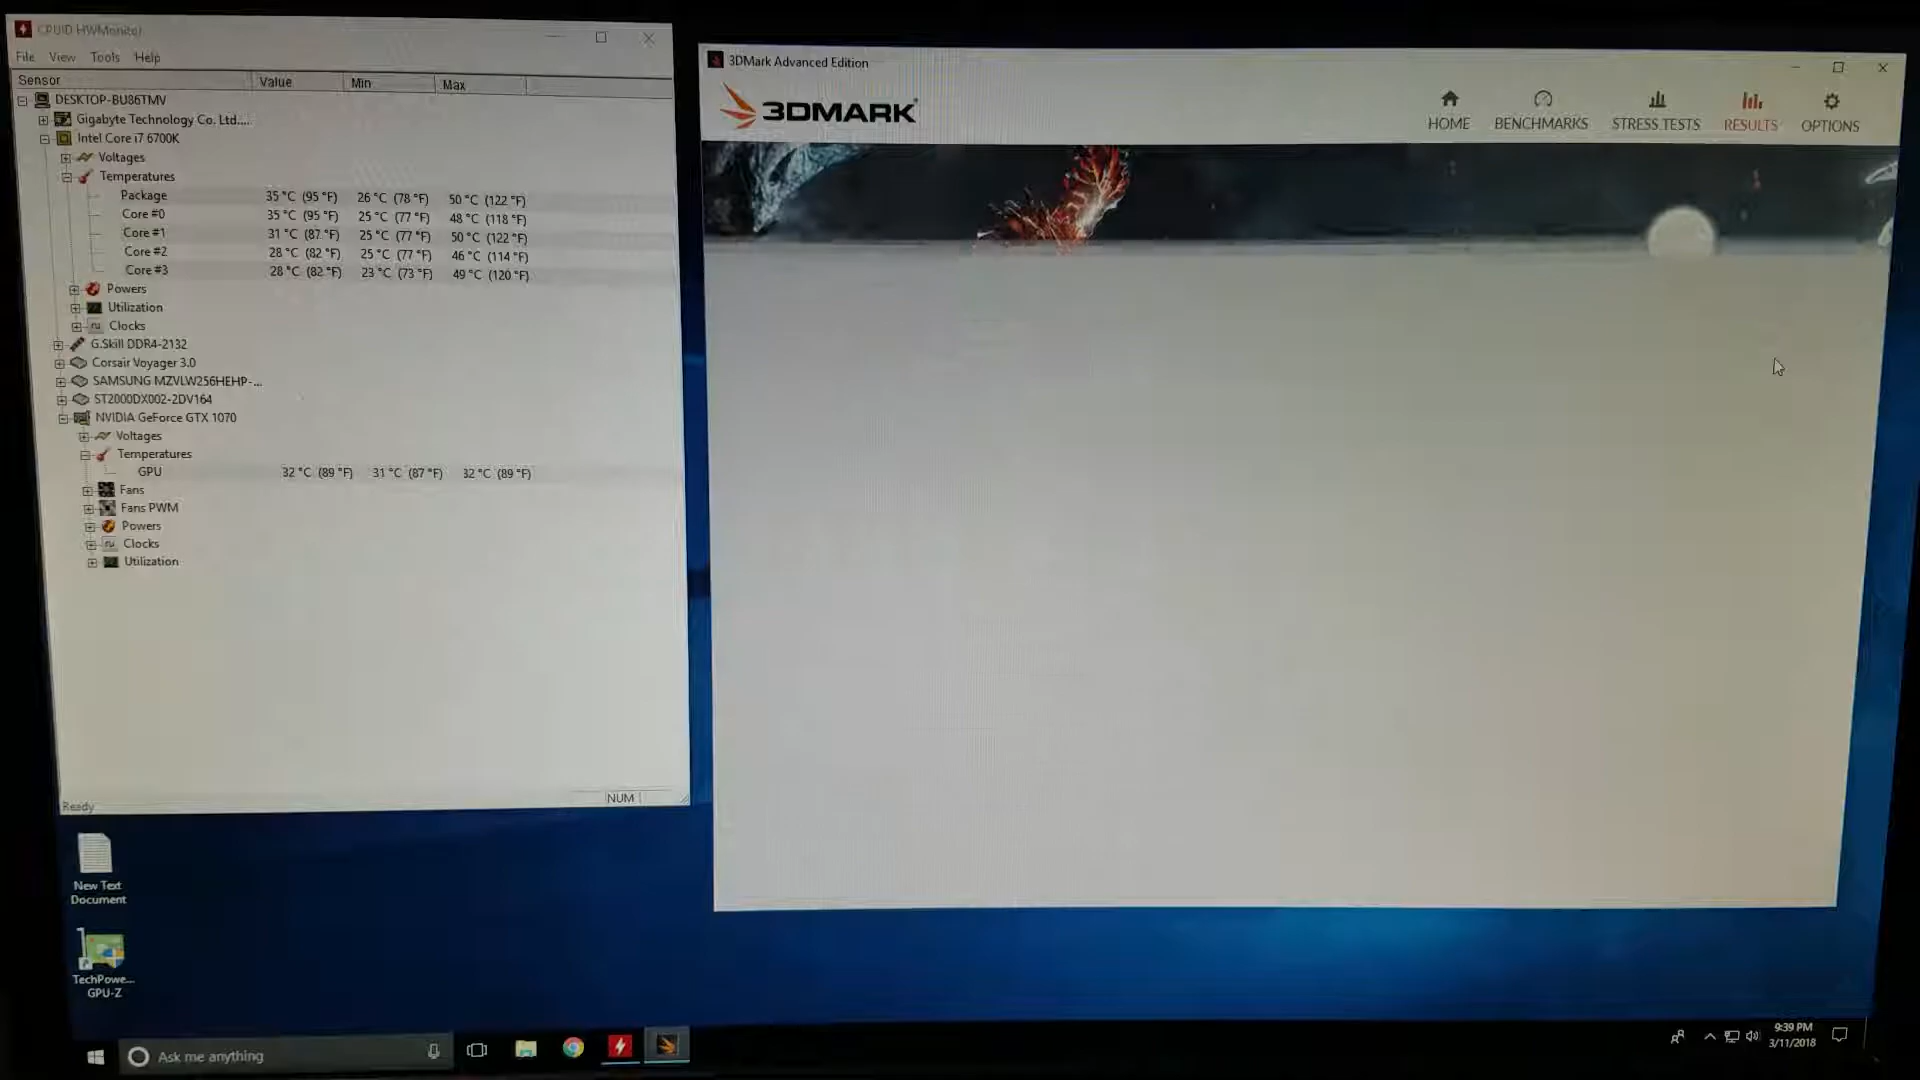 CPUID HWMonitor
File View Tools Help
Sensor Value Min Max
DESKTOP-BU86TMV
Gigabyte Technology Co. Ltd....
Intel Core i7 6700K
Voltages
Temperatures
Package 35 °C (95 °F) 26 °C (78 °F) 50 °C (122 °F)
Core #0 35 °C (95 °F) 25 °C (77 °F) 48 °C (118 °F)
Core #1 31 °C (87 °F) 25 °C (77 °F) 50 °C (122 °F)
Core #2 28 °C (82 °F) 25 °C (77 °F) 46 °C (114 °F)
Core #3 28 °C (82 °F) 23 °C (73 °F) 49 °C (120 °F)
Powers
Utilization
Clocks
G.Skill DDR4-2132
Corsair Voyager 3.0
SAMSUNG MZVLW256HEHP-...
ST2000DX002-2DV164
NVIDIA GeForce GTX 1070
Voltages
Temperatures
GPU 32 °C (89 °F) 31 °C (87 °F) 32 °C (89 °F)
Fans
Fans PWM
Powers
Clocks
Utilization
Ready NUM
3DMark Advanced Edition
3DMARK®
HOME BENCHMARKS STRESS TESTS RESULTS OPTIONS
New Text
Document
TechPowe...
GPU-Z
Ask me anything
9:39 PM
3/11/2018